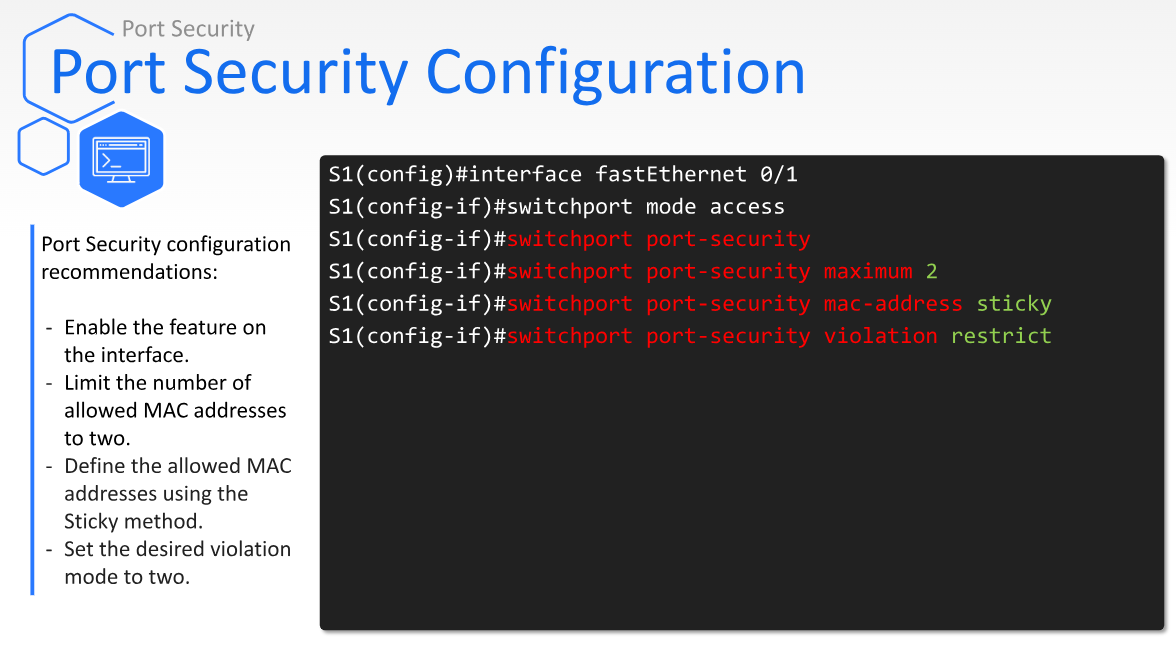 Port Security
Port Security Configuration
Port Security configuration
recommendations:
- Enable the feature on
the interface.
- Limit the number of
allowed MAC addresses
to two.
- Define the allowed MAC
addresses using the
Sticky method.
- Set the desired violation
mode to two.
S1(config)#interface fastEthernet 0/1
S1(config-if)#switchport mode access
S1(config-if)#switchport port-security
S1(config-if)#switchport port-security maximum 2
S1(config-if)#switchport port-security mac-address sticky
S1(config-if)#switchport port-security violation restrict